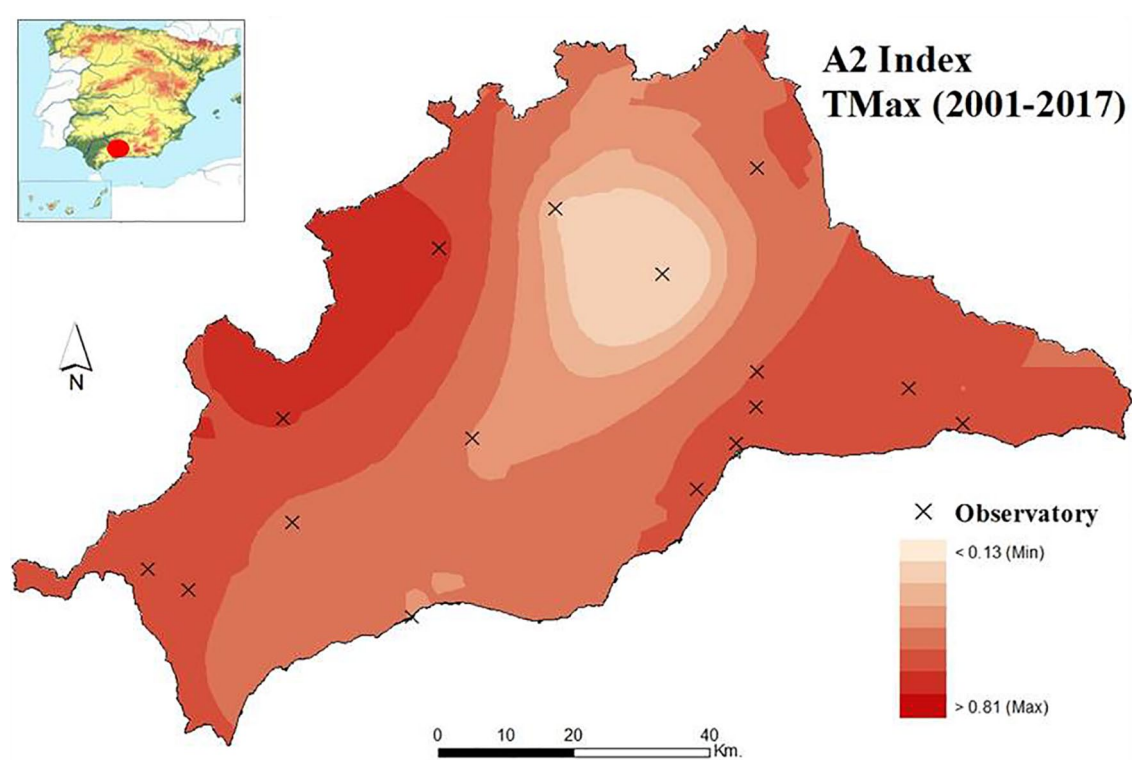 A2 Index
TMax (2001-2017)
N
Observatory
< 0.13 (Min)
> 0.81 (Max)
0 10 20 40
Km.